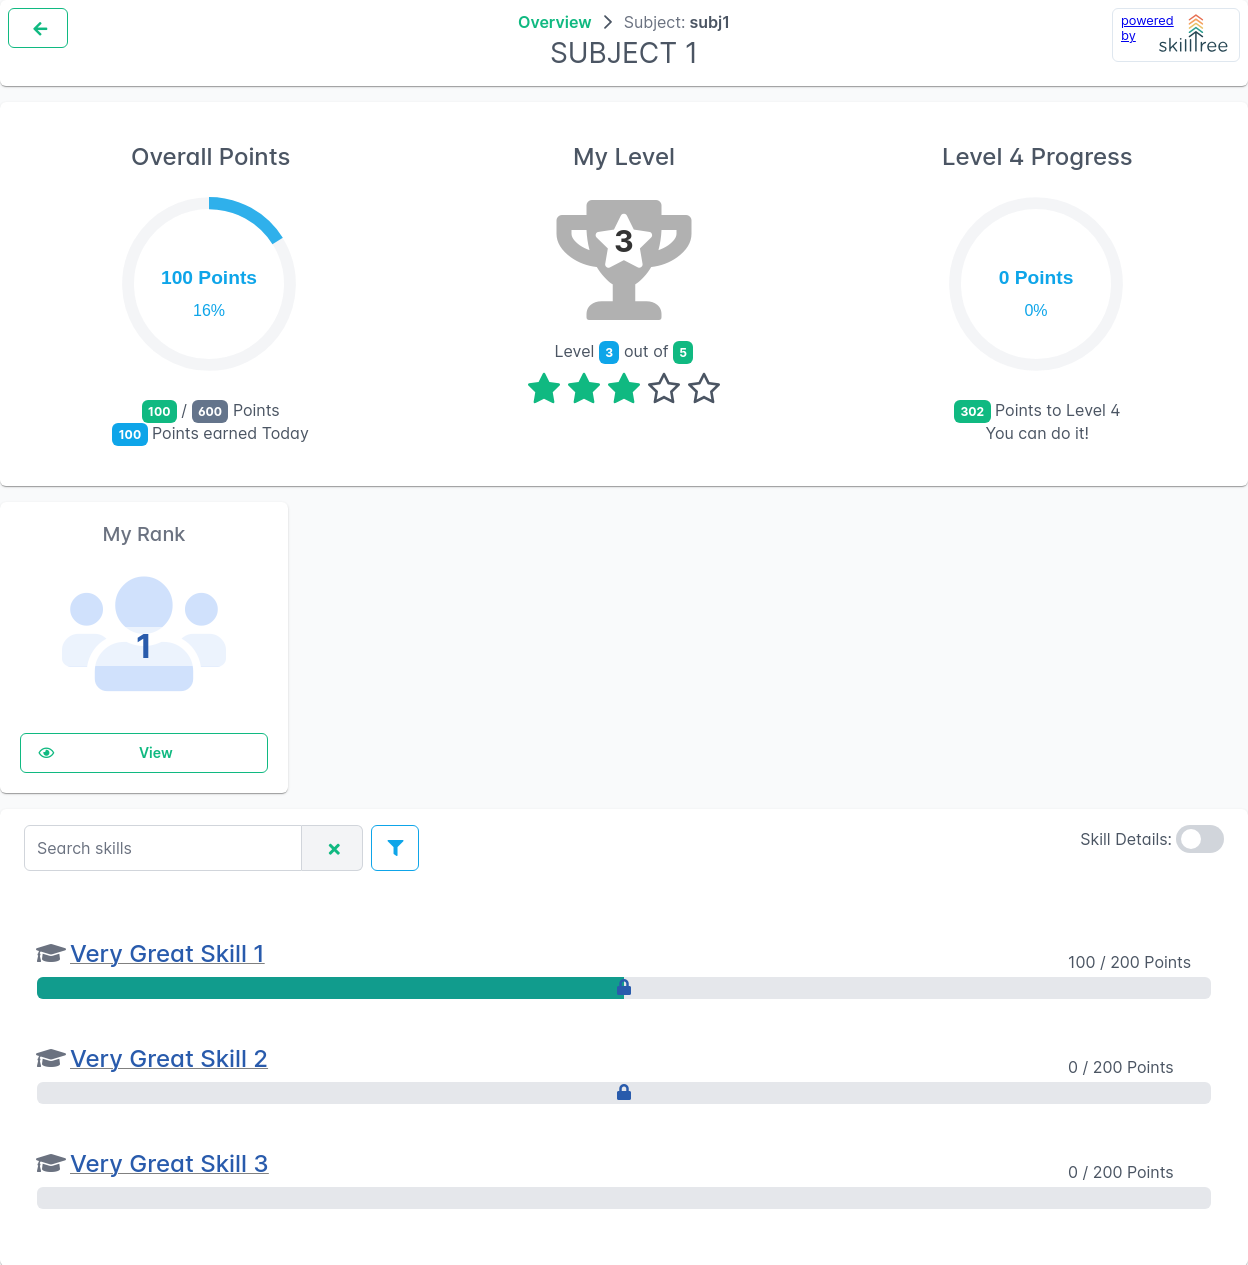 Overview > Subject: subj1
SUBJECT 1
powered
by
skilltree
Overall Points
100 Points
16%
100 / 600 Points
100 Points earned Today
My Level
3
Level 3 out of 5
Level 4 Progress
0 Points
0%
302 Points to Level 4
You can do it!
My Rank
1
View
Search skills
Skill Details:
Very Great Skill 1
100 / 200 Points
Very Great Skill 2
0 / 200 Points
Very Great Skill 3
0 / 200 Points